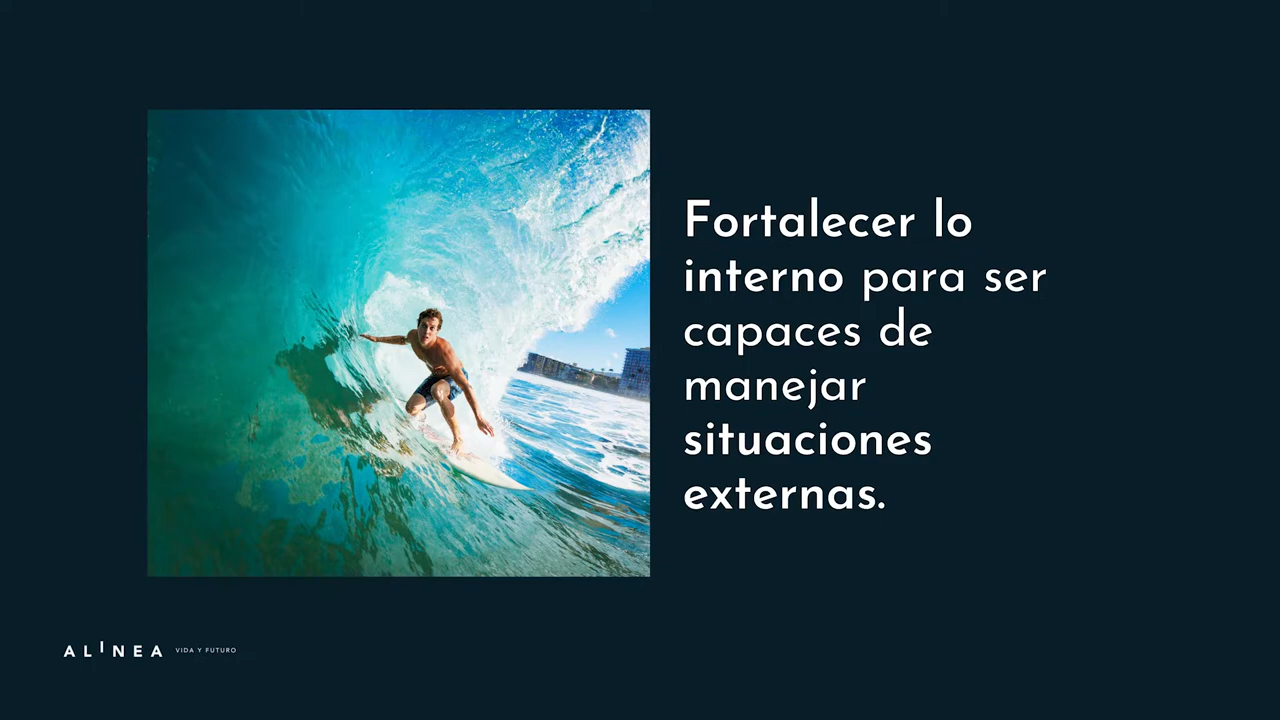 Fortalecer lo
interno para ser
capaces de
manejar
situaciones
externas.
ALINEA VIDA Y FUTURO